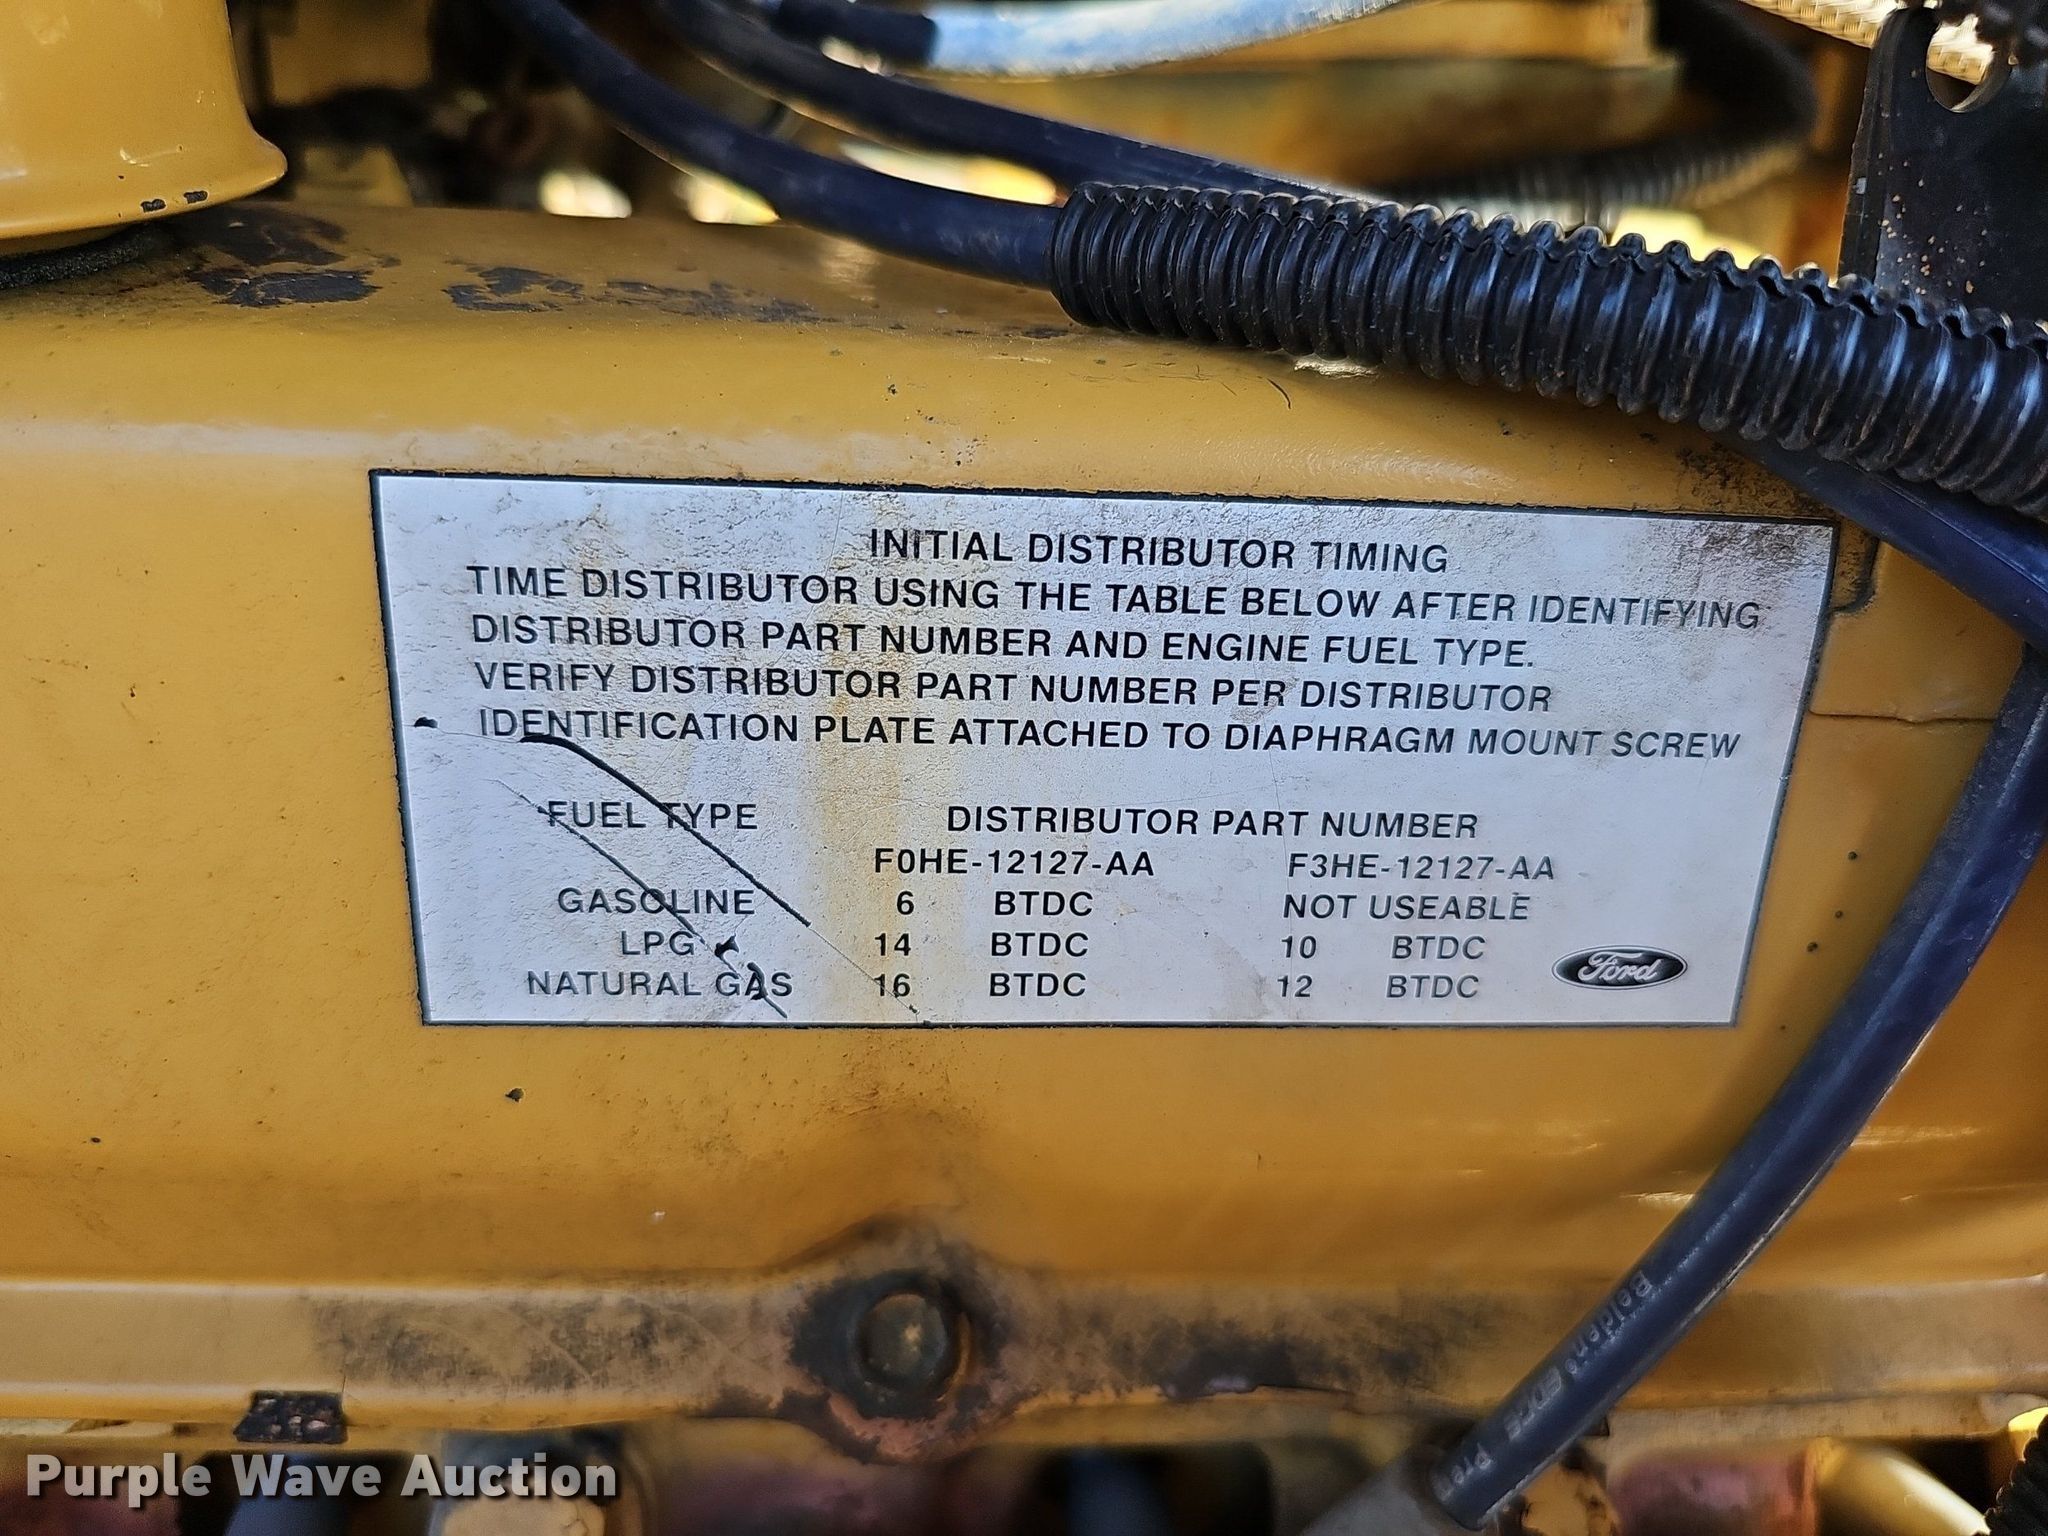 INITIAL DISTRIBUTOR TIMING
TIME DISTRIBUTOR USING THE TABLE BELOW AFTER IDENTIFYING
DISTRIBUTOR PART NUMBER AND ENGINE FUEL TYPE.
VERIFY DISTRIBUTOR PART NUMBER PER DISTRIBUTOR
IDENTIFICATION PLATE ATTACHED TO DIAPHRAGM MOUNT SCREW
FUEL TYPE DISTRIBUTOR PART NUMBER
F0HE-12127-AA F3HE-12127-AA
GASOLINE 6 BTDC NOT USEABLE
LPG 14 BTDC 10 BTDC
NATURAL GAS 16 BTDC 12 BTDC
Ford
Belden EDGE
Purple Wave Auction